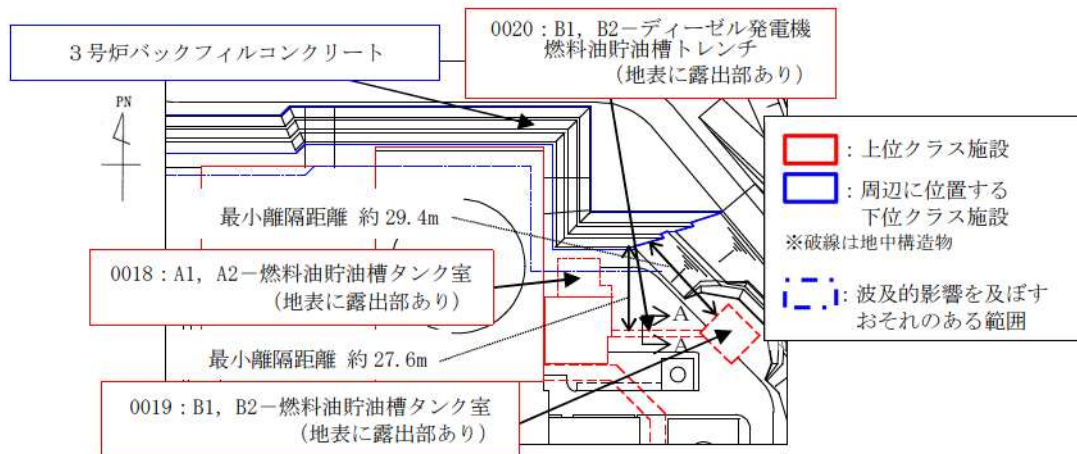 3号炉バックフィルコンクリート
0020：B1, B2－ディーゼル発電機
燃料油貯油槽トレンチ
（地表に露出部あり）
PN
：上位クラス施設
：周辺に位置する
下位クラス施設
※破線は地中構造物
：波及的影響を及ぼす
おそれのある範囲
最小離隔距離 約 29.4m
0018：A1, A2－燃料油貯油槽タンク室
（地表に露出部あり）
A
A
最小離隔距離 約 27.6m
0019：B1, B2－燃料油貯油槽タンク室
（地表に露出部あり）